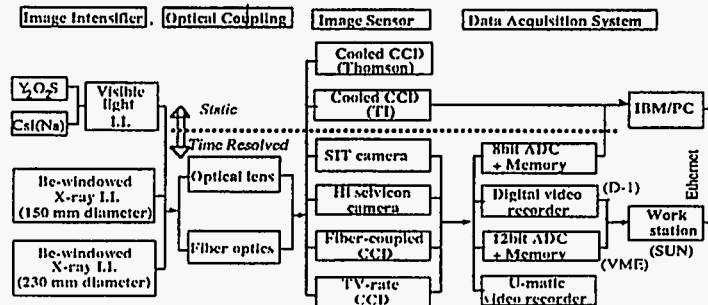 Image Intensifier
Optical Coupling
Image Sensor
Data Acquisition System
Y2O2S
CsI(Na)
Visible
light
I.I.
Static
Time Resolved
Be-windowed
X-ray I.I.
(150 mm diameter)
Be-windowed
X-ray I.I.
(230 mm diameter)
Optical lens
Fiber optics
Cooled CCD
(Thomson)
Cooled CCD
(TI)
SIT camera
camera
Fiber-coupled
CCD
TV-rate
CCD
8bit ADC
+ Memory
Digital video
recorder
12bit ADC
+ Memory
U-matic
video recorder
(D-1)
(VME)
IBM/PC
Ethernet
Work
station
(SUN)